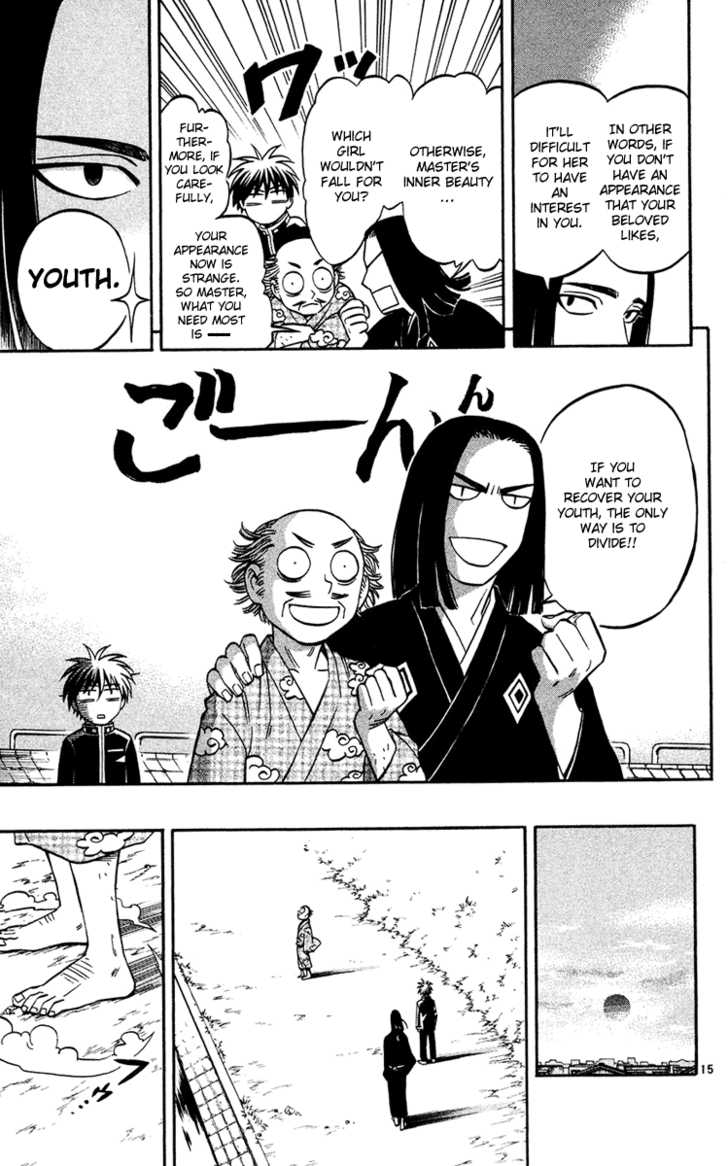 IN OTHER
WORDS, IF
YOU DON'T
HAVE AN
APPEARANCE
THAT YOUR
BELOVED
LIKES,
IT'LL
DIFFICULT
FOR HER
TO HAVE
AN
INTEREST
IN YOU.
OTHERWISE,
MASTER'S
INNER BEAUTY
...
WHICH
GIRL
WOULDN'T
FALL FOR
YOU?
ワッ
FUR-
THER-
MORE, IF
YOU LOOK
CARE-
FULLY,
YOUR
APPEARANCE
NOW IS
STRANGE.
SO MASTER,
WHAT YOU
NEED MOST
IS —
YOUTH.
IF YOU
WANT TO
RECOVER YOUR
YOUTH, THE ONLY
WAY IS TO
DIVIDE!!
ごーんん
15